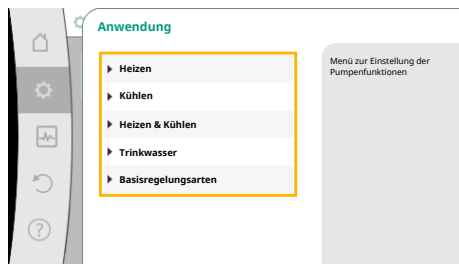 Anwendung
Heizen
Kühlen
Heizen & Kühlen
Trinkwasser
Basisregelungsarten
Menü zur Einstellung der
Pumpenfunktionen
?